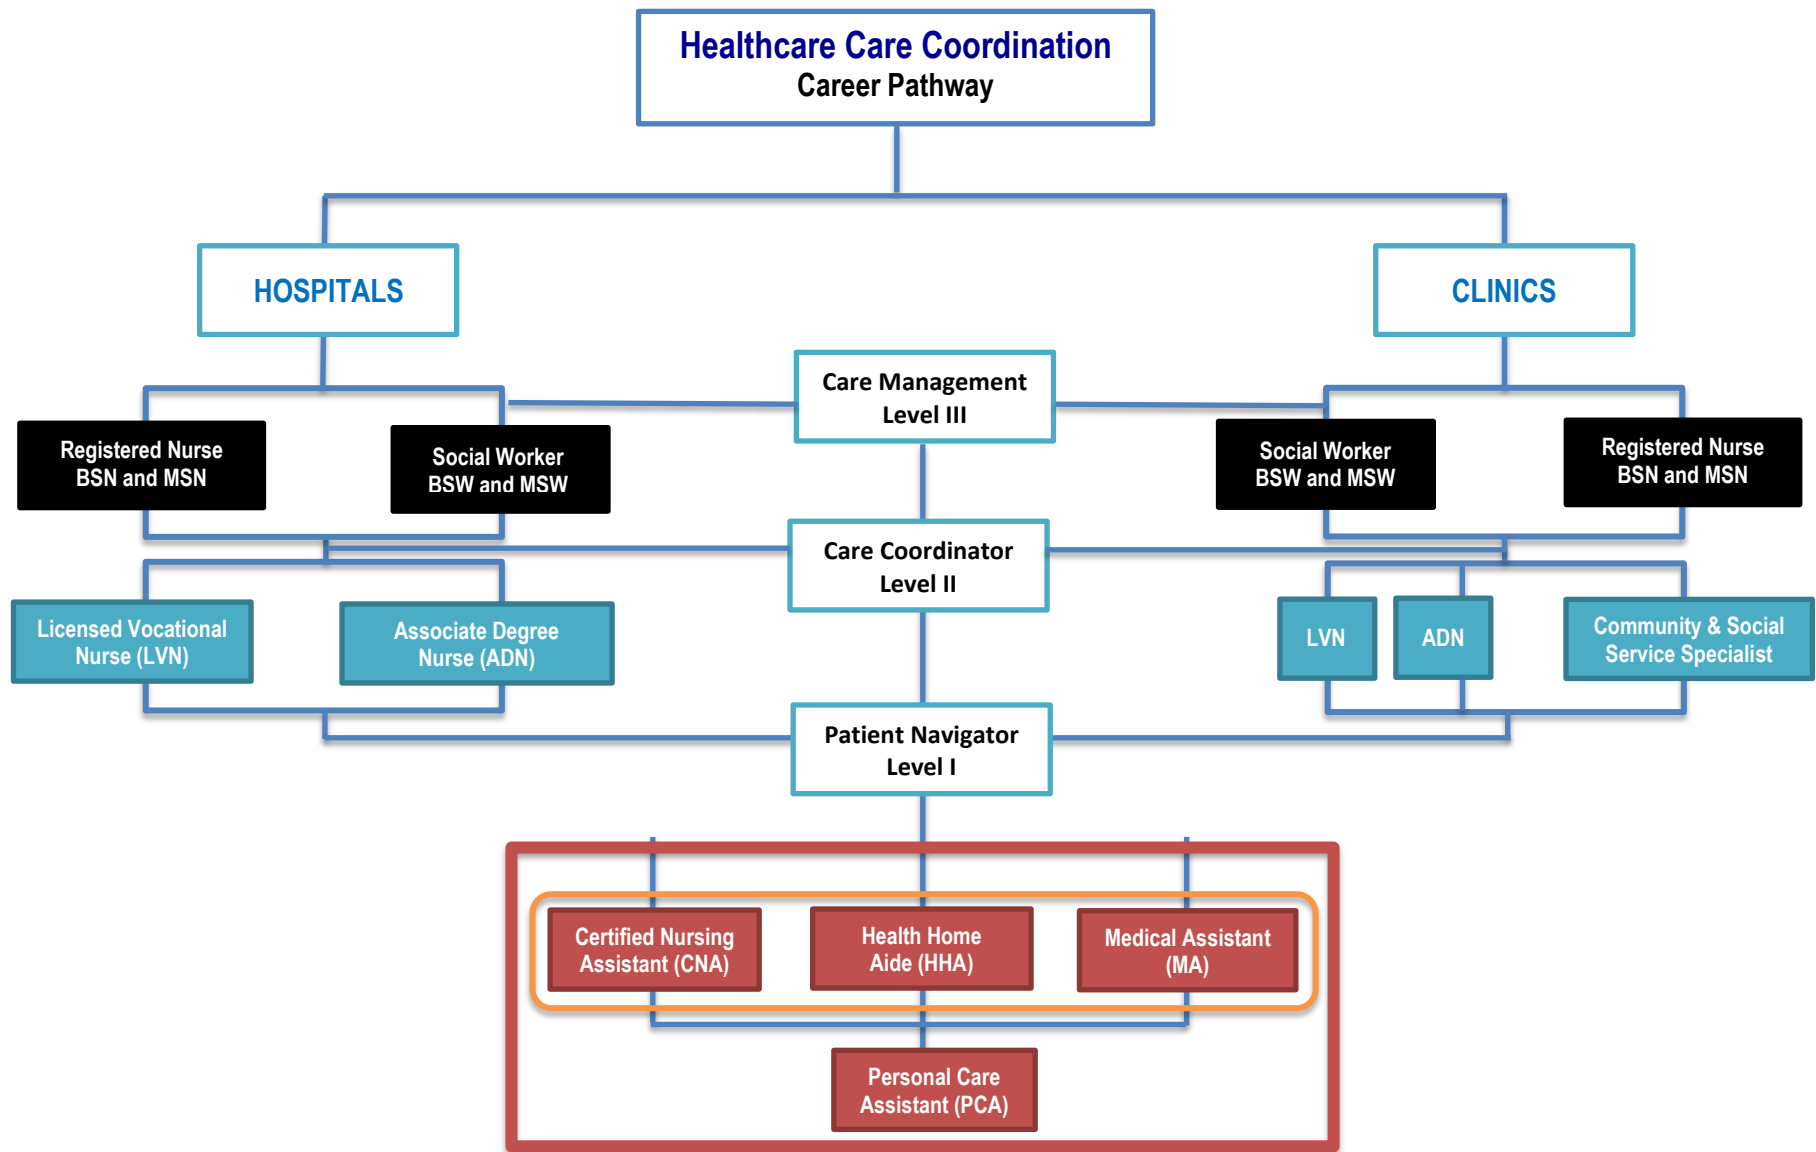 Healthcare Care Coordination
Career Pathway
HOSPITALS
CLINICS
Care Management
Level III
Registered Nurse
BSN and MSN
Social Worker
BSW and MSW
Social Worker
BSW and MSW
Registered Nurse
BSN and MSN
Care Coordinator
Level II
Licensed Vocational
Nurse (LVN)
Associate Degree
Nurse (ADN)
LVN
ADN
Community & Social
Service Specialist
Patient Navigator
Level I
Certified Nursing
Assistant (CNA)
Health Home
Aide (HHA)
Medical Assistant
(MA)
Personal Care
Assistant (PCA)